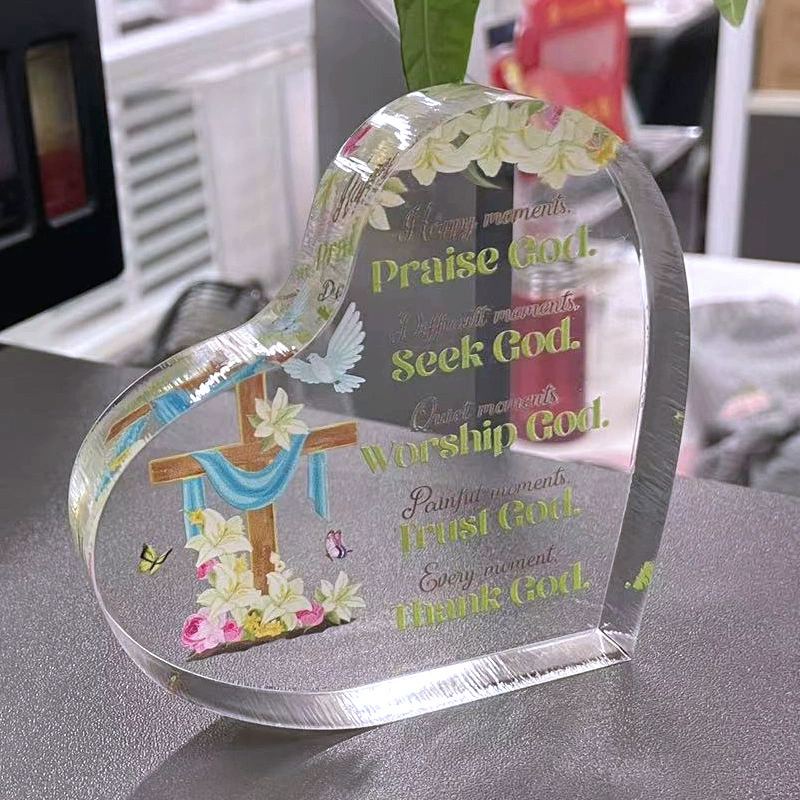 Happy moments,
Praise God.
Difficult moments,
Seek God.
Quiet moments
Worship God.
Painful moments,
Trust God.
Every moment,
Thank God.